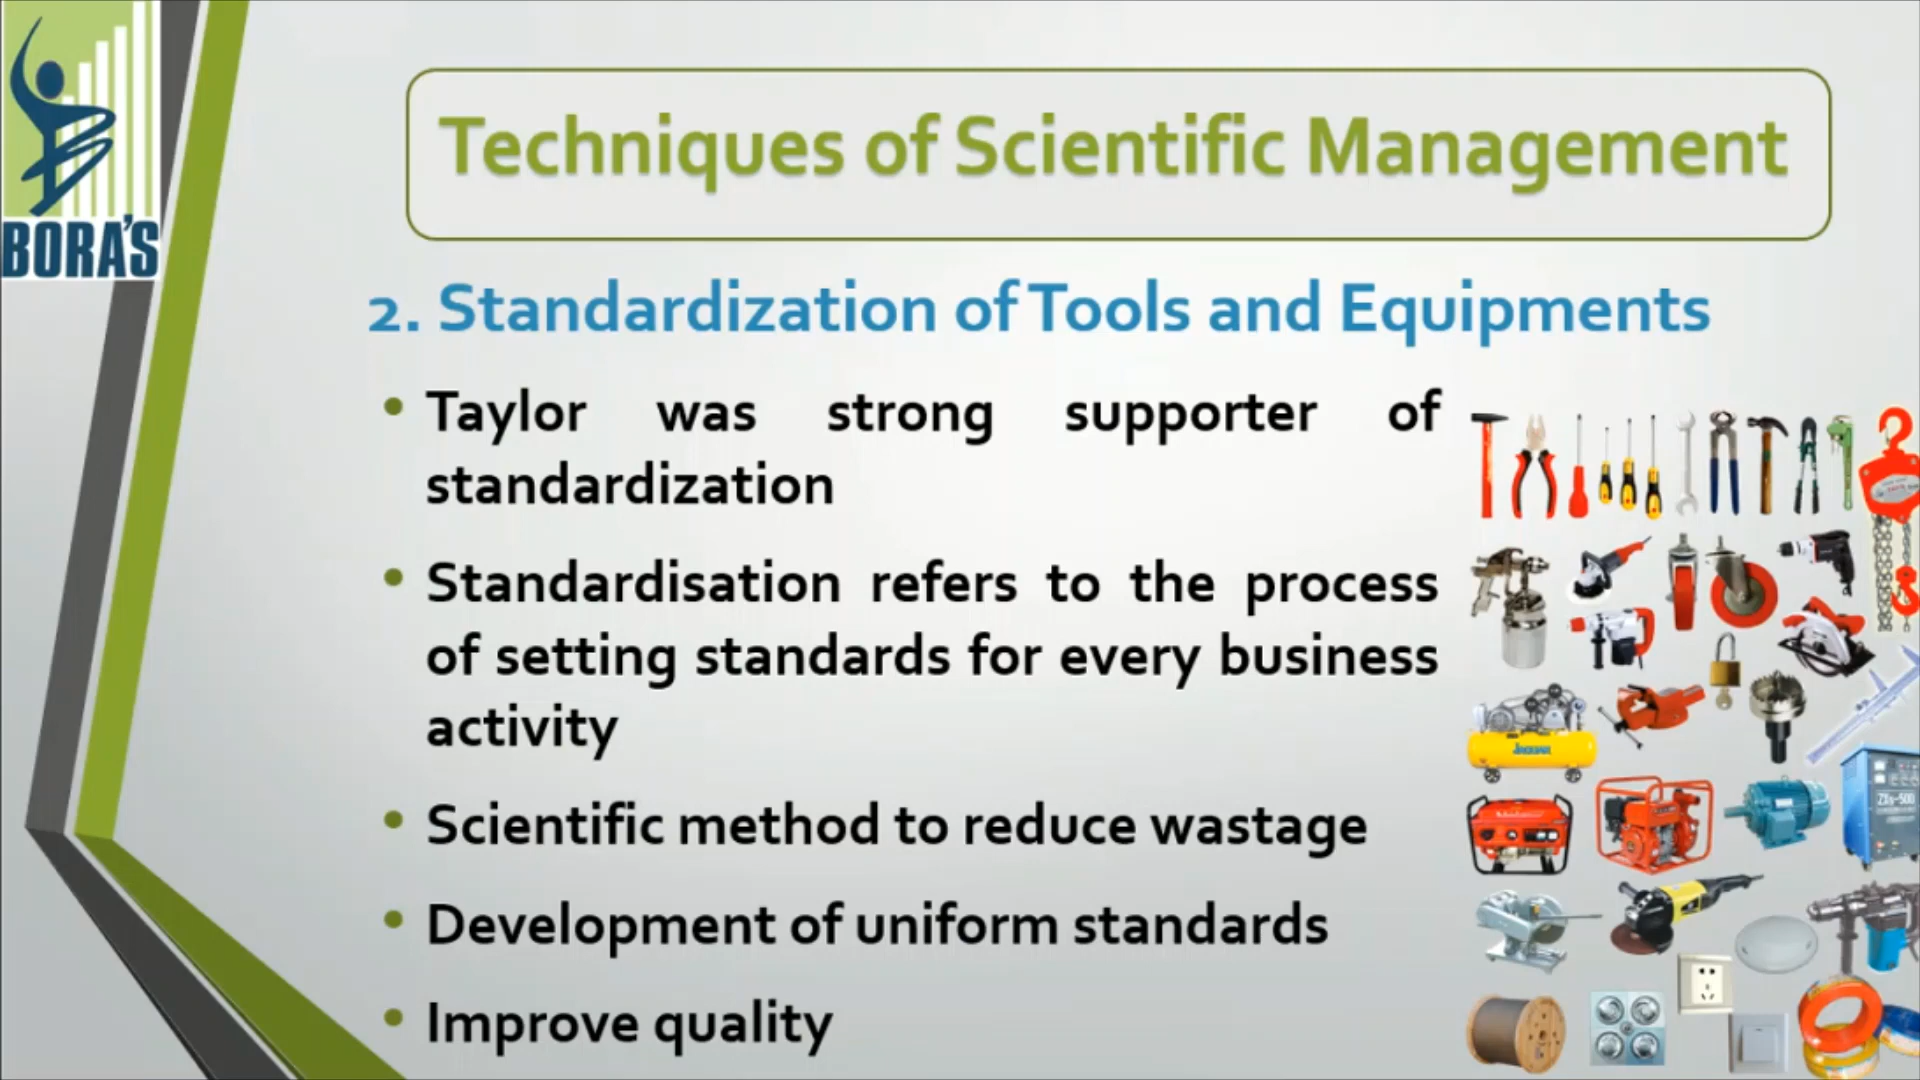 BORA'S
Techniques of Scientific Management
2. Standardization of Tools and Equipments
• Taylor was strong supporter of
standardization
• Standardisation refers to the process
of setting standards for every business
activity
• Scientific method to reduce wastage
• Development of uniform standards
• Improve quality
JAGUAR